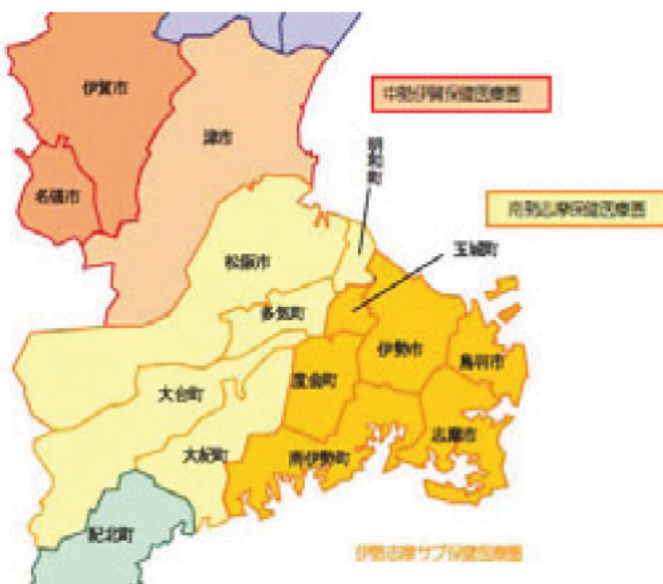 伊賀市
中勢伊賀保健医療圏
津市
明和町
名張市
南勢志摩保健医療圏
玉城町
松阪市
多気町
伊勢市
鳥羽市
度会町
大台町
志摩市
大紀町
南伊勢町
紀北町
伊勢志摩サブ保健医療圏